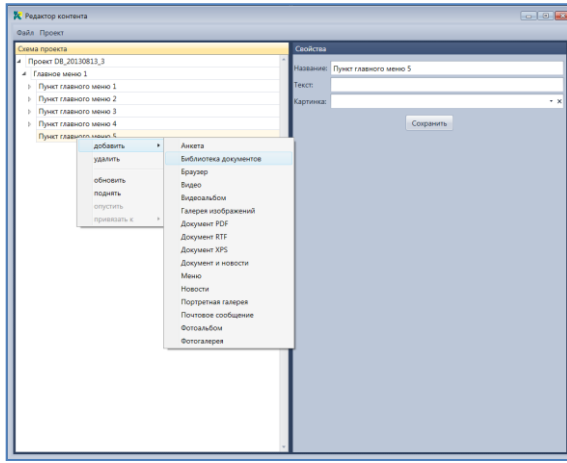 Редактор контента
Файл Проект
Схема проекта
Проект DB_20130813_3
Главное меню 1
Пункт главного меню 1
Пункт главного меню 2
Пункт главного меню 3
Пункт главного меню 4
Пункт главного меню 5
добавить
удалить
обновить
поднять
опустить
привязать к
Анкета
Библиотека документов
Браузер
Видео
Видеоальбом
Галерея изображений
Документ PDF
Документ RTF
Документ XPS
Документ и новости
Меню
Новости
Портретная галерея
Почтовое сообщение
Фотоальбом
Фотогалерея
Свойства
Название: Пункт главного меню 5
Текст:
Картинка:
Сохранить